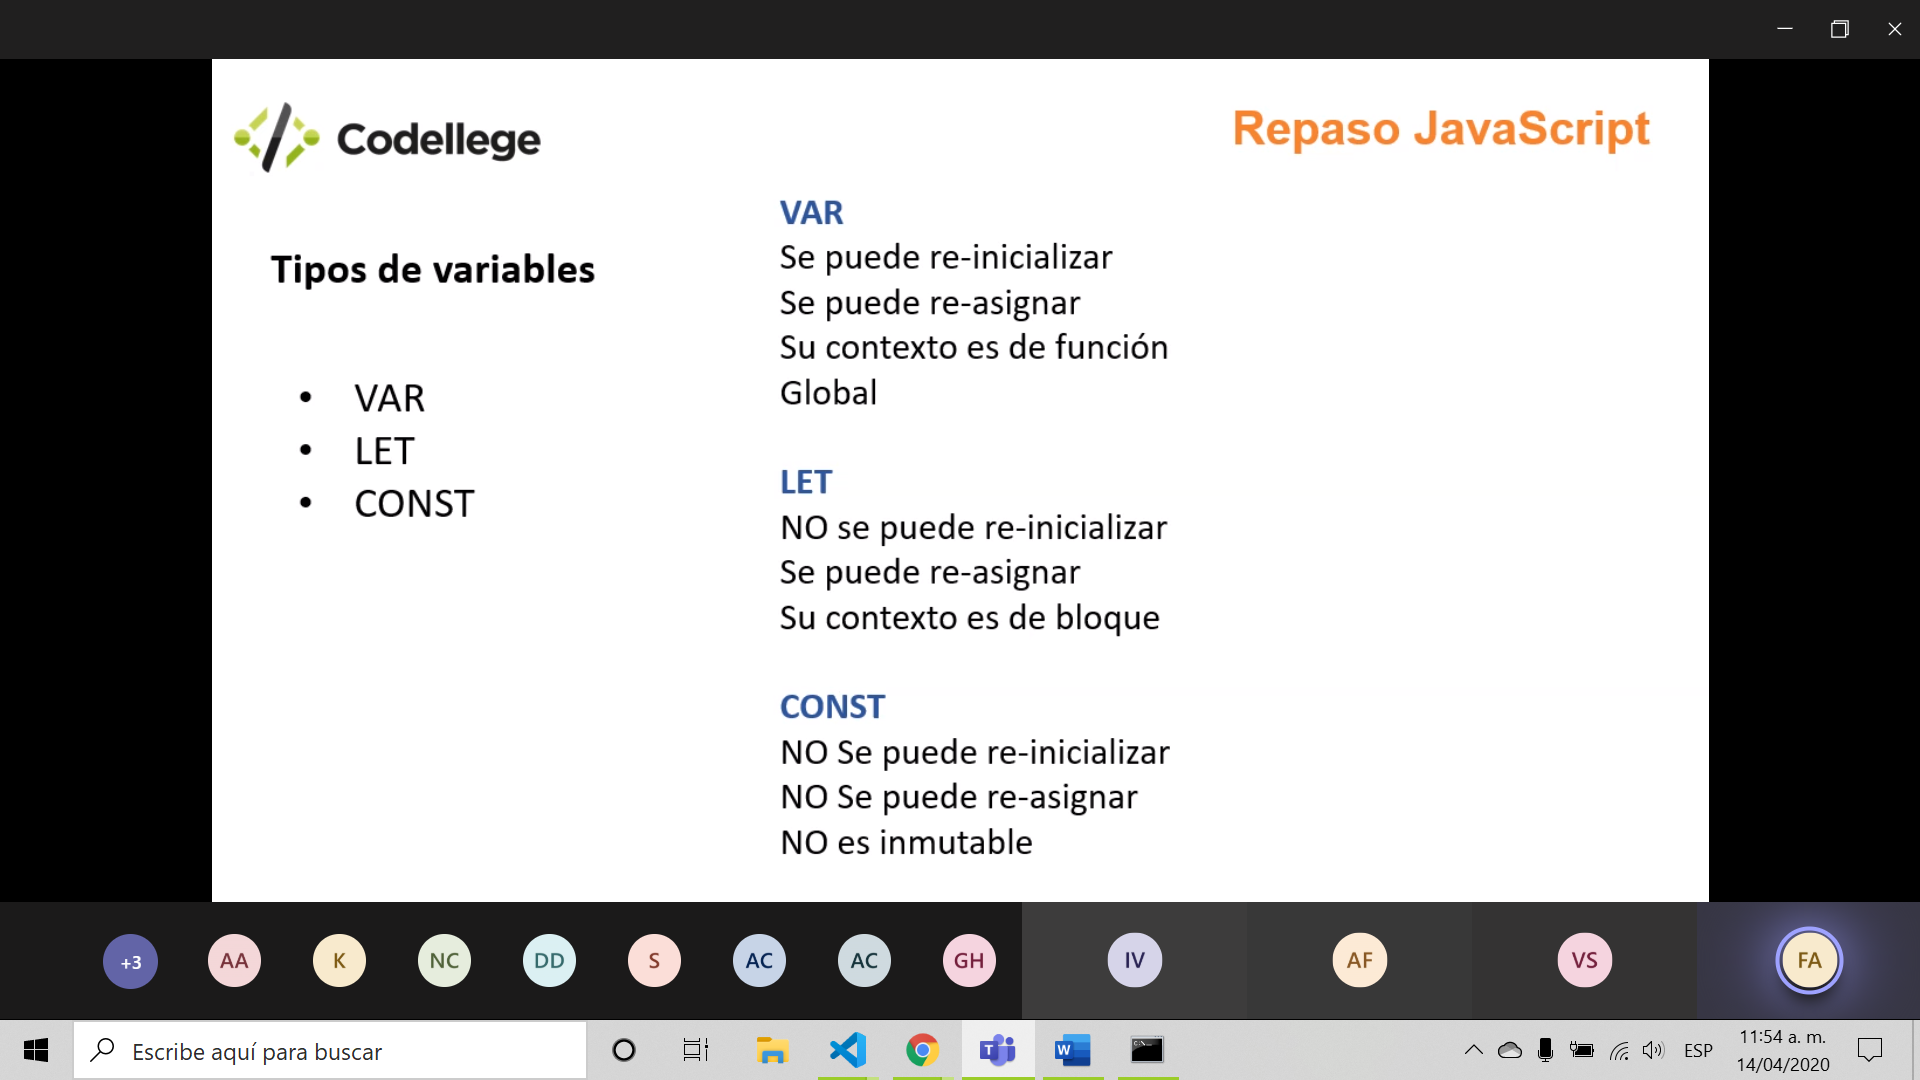 Codellege
Repaso JavaScript
Tipos de variables
• VAR
• LET
• CONST
VAR
Se puede re-inicializar
Se puede re-asignar
Su contexto es de función
Global
LET
NO se puede re-inicializar
Se puede re-asignar
Su contexto es de bloque
CONST
NO Se puede re-inicializar
NO Se puede re-asignar
NO es inmutable
+3 AA K NC DD S AC AC GH IV AF VS FA
Escribe aquí para buscar
ESP
11:54 a. m.
14/04/2020